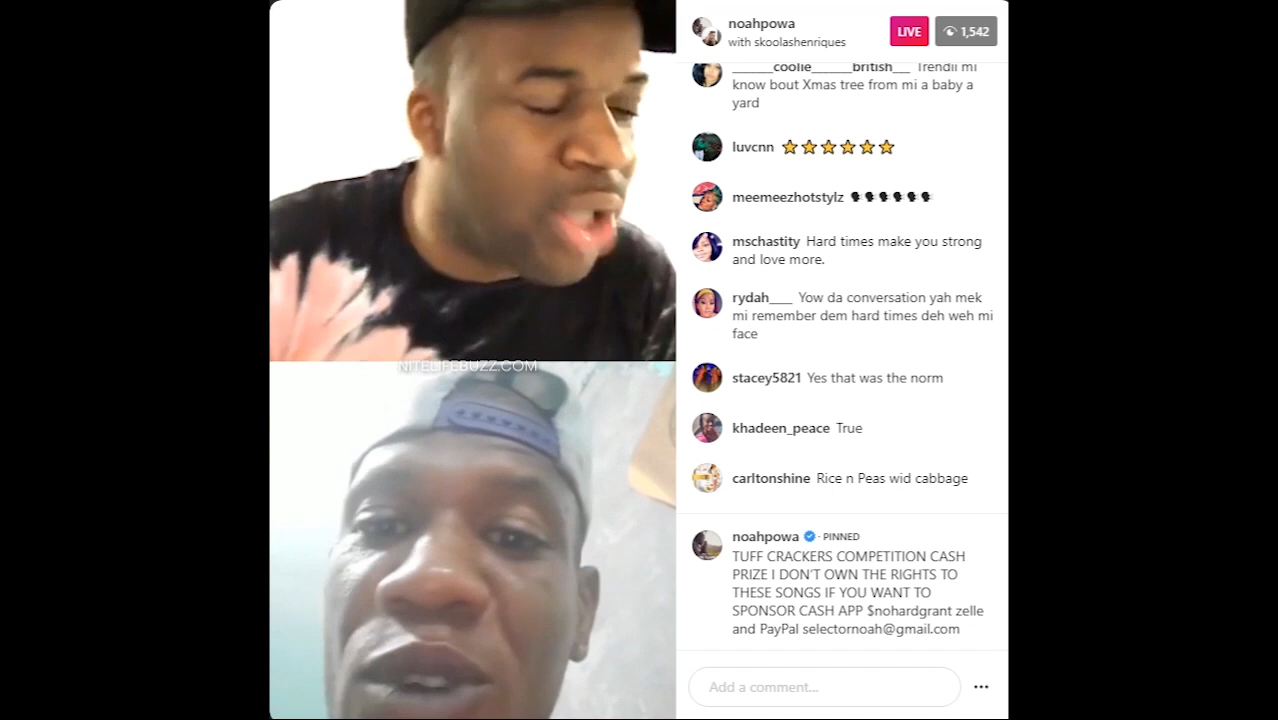 noahpowa
with skoolashenriques
LIVE
1,542
_______coolie_______british___ Trendii mi
know bout Xmas tree from mi a baby a
yard
luvcnn ⭐⭐⭐⭐⭐⭐
meemeezhotstylz 🗣🗣🗣🗣🗣🗣
mschastity Hard times make you strong
and love more.
rydah___ Yow da conversation yah mek
mi remember dem hard times deh weh mi
face
stacey5821 Yes that was the norm
khadeen_peace True
carltonshine Rice n Peas wid cabbage
noahpowa · PINNED
TUFF CRACKERS COMPETITION CASH
PRIZE I DON'T OWN THE RIGHTS TO
THESE SONGS IF YOU WANT TO
SPONSOR CASH APP $nohardgrant zelle
and PayPal selectornoah@gmail.com
Add a comment...
NITELIFEBUZZ.COM